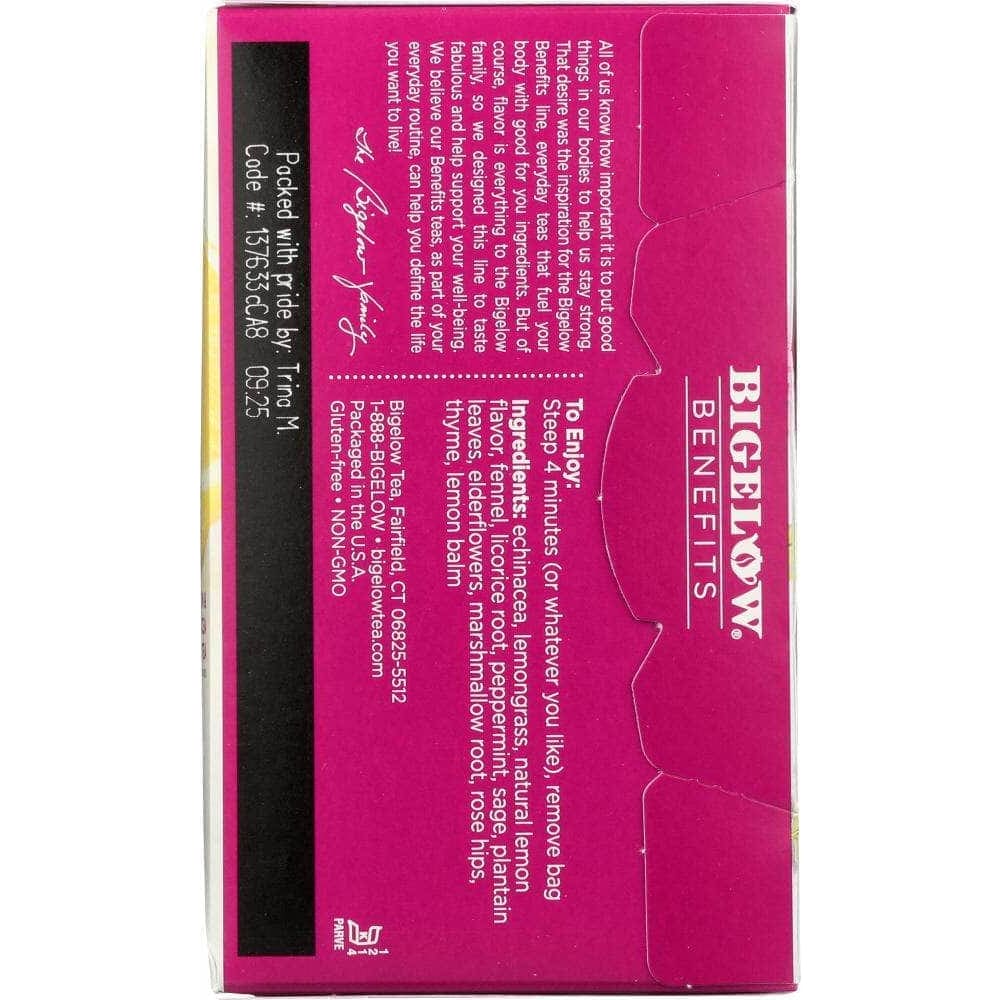 BIGELOW®
BENEFITS
All of us know how important it is to put good
things in our bodies to help us stay strong.
That desire was the inspiration for the Bigelow
Benefits line, everyday teas that fuel your
body with good for you ingredients. But of
course, flavor is everything to the Bigelow
family, so we designed this line to taste
fabulous and help support your well-being.
We believe our Benefits teas, as part of your
everyday routine, can help you define the life
you want to live!
The Bigelow Family
To Enjoy:
Steep 4 minutes (or whatever you like), remove bag
Ingredients: echinacea, lemongrass, natural lemon
flavor, fennel, licorice root, peppermint, sage, plantain
leaves, elderflowers, marshmallow root, rose hips,
thyme, lemon balm
Bigelow Tea, Fairfield, CT 06825-5512
1-888-BIGELOW • bigelowtea.com
Packaged in the U.S.A.
Gluten-free • NON-GMO
K
1
2
1
4
PARVE
Packed with pride by: Trina M.
Code #: 137633cCA8 09:25